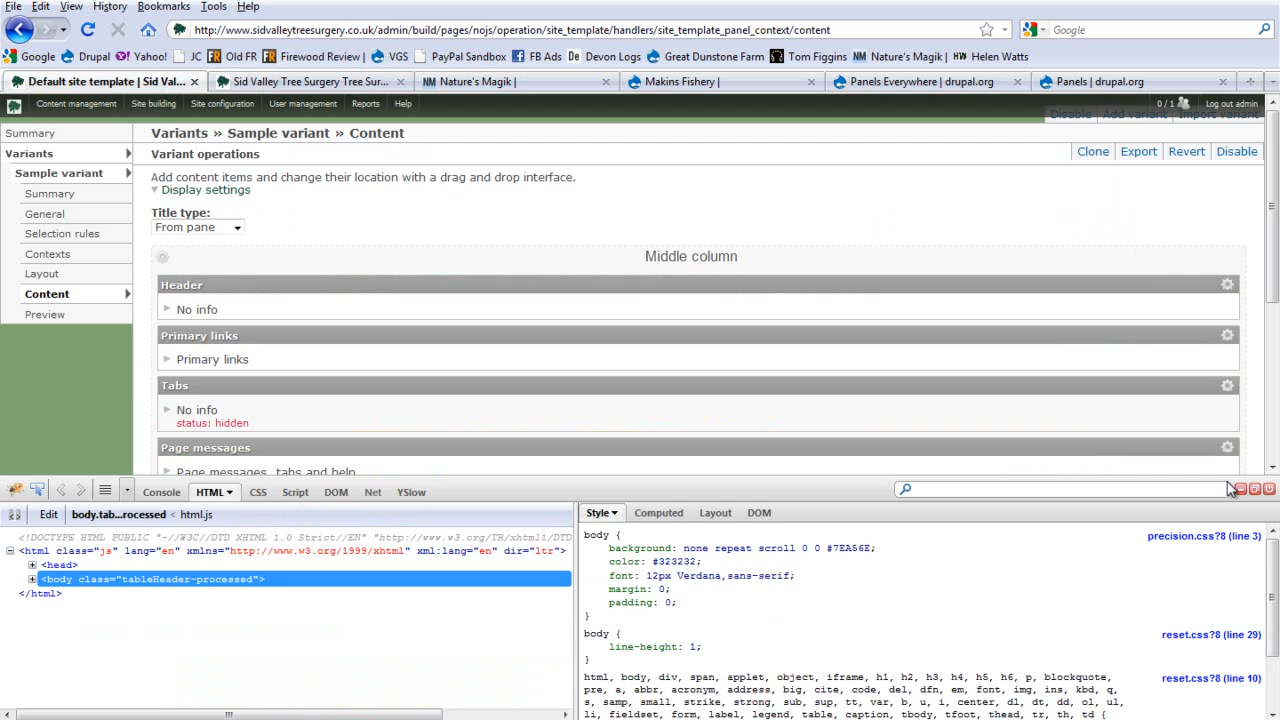 File Edit View History Bookmarks Tools Help
http://www.sidvalleytreesurgery.co.uk/admin/build/pages/nojs/operation/site_template/handlers/site_template_panel_context/content
Google
Google Drupal Yahoo! JC Old FR Firewood Review VGS PayPal Sandbox FB Ads Devon Logs Great Dunstone Farm Tom Figgins Nature's Magik | Helen Watts
Default site template | Sid Val... Sid Valley Tree Surgery Tree Sur... Nature's Magik | Makins Fishery | Panels Everywhere | drupal.org Panels | drupal.org
Content management Site building Site configuration User management Reports Help 0 / 1 Log out admin
Disable Add variant Import variant
Summary
Variants » Sample variant » Content
Variants
Variant operations
Clone Export Revert Disable
Sample variant
Add content items and change their location with a drag and drop interface.
Summary
Display settings
General
Title type:
From pane
Selection rules
Contexts
Middle column
Layout
Header
Content
No info
Preview
Primary links
Primary links
Tabs
No info
status: hidden
Page messages
Page messages, tabs and help
Console HTML CSS Script DOM Net YSlow
Edit body.tab...rocessed < html.js
Style Computed Layout DOM
<!DOCTYPE HTML PUBLIC "-//W3C//DTD XHTML 1.0 Strict//EN" "http://www.w3.org/TR/xhtml1/DTD
<html class="js" lang="en" xmlns="http://www.w3.org/1999/xhtml" xml:lang="en" dir="ltr">
<head>
<body class="tableHeader-processed">
</html>
body { precision.css?8 (line 3)
background: none repeat scroll 0 0 #7EA56E;
color: #323232;
font: 12px Verdana,sans-serif;
margin: 0;
padding: 0;
}
body { reset.css?8 (line 29)
line-height: 1;
}
html, body, div, span, applet, object, iframe, h1, h2, h3, h4, h5, h6, p, blockquote, reset.css?8 (line 10)
pre, a, abbr, acronym, address, big, cite, code, del, dfn, em, font, img, ins, kbd, q,
s, samp, small, strike, strong, sub, sup, tt, var, b, u, i, center, dl, dt, dd, ol, ul,
li, fieldset, form, label, legend, table, caption, tbody, tfoot, thead, tr, th, td {